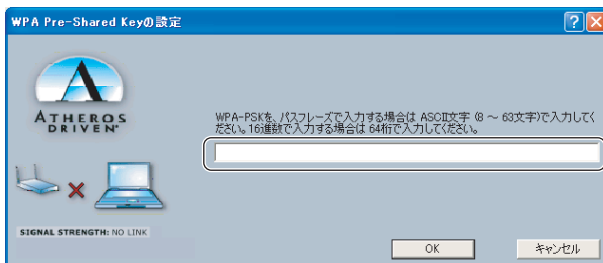 WPA Pre-Shared Keyの設定
ATHEROS
DRIVEN
WPA-PSKを、パスフレーズで入力する場合は ASCII文字 (8 ～ 63文字)で入力してく
ださい。16進数で入力する場合は 64桁で入力してください。
SIGNAL STRENGTH: NO LINK
OK
キャンセル